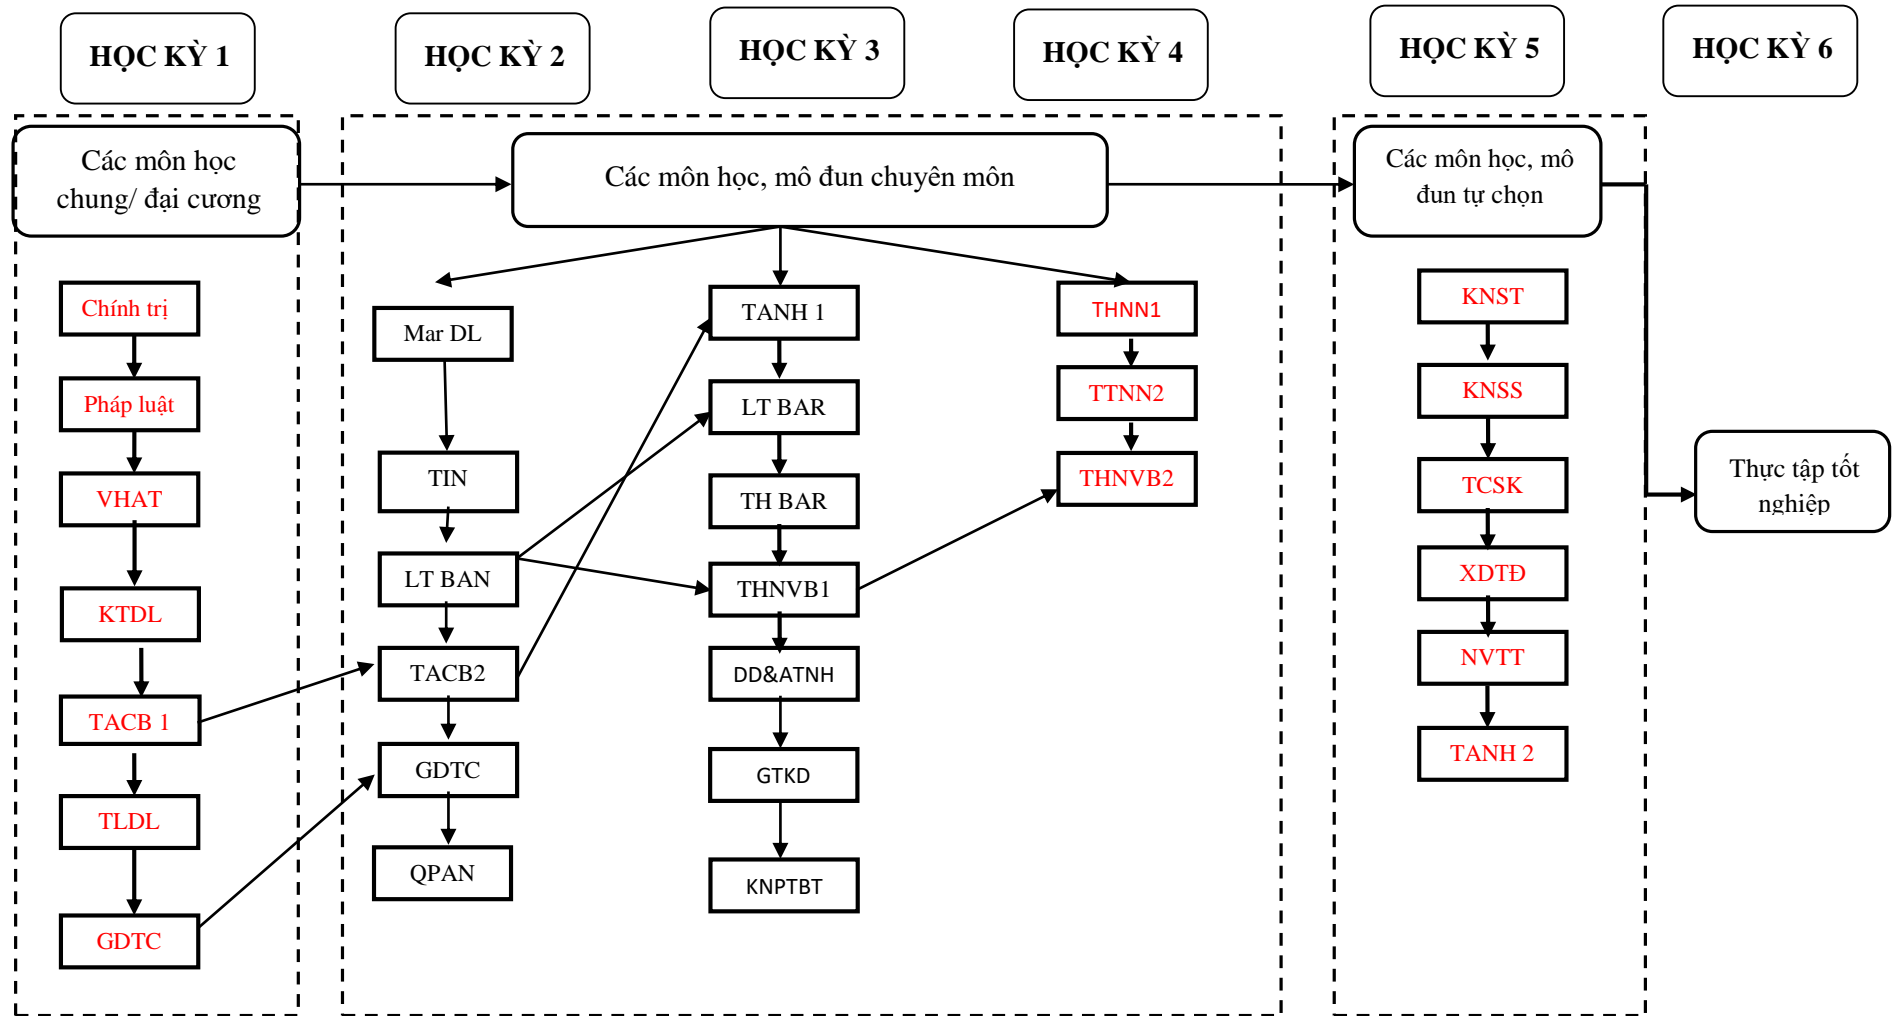 HỌC KỲ 1
HỌC KỲ 2
HỌC KỲ 3
HỌC KỲ 4
HỌC KỲ 5
HỌC KỲ 6
Các môn học
chung/ đại cương
Các môn học, mô đun chuyên môn
Các môn học, mô
đun tự chọn
Chính trị
Pháp luật
VHAT
KTDL
TACB 1
TLDL
GDTC
Mar DL
TIN
LT BAN
TACB2
GDTC
QPAN
TANH 1
LT BAR
TH BAR
THNVB1
DD&ATNH
GTKD
KNPTBT
THNN1
TTNN2
THNVB2
KNST
KNSS
TCSK
XDTĐ
NVTT
TANH 2
Thực tập tốt
nghiệp